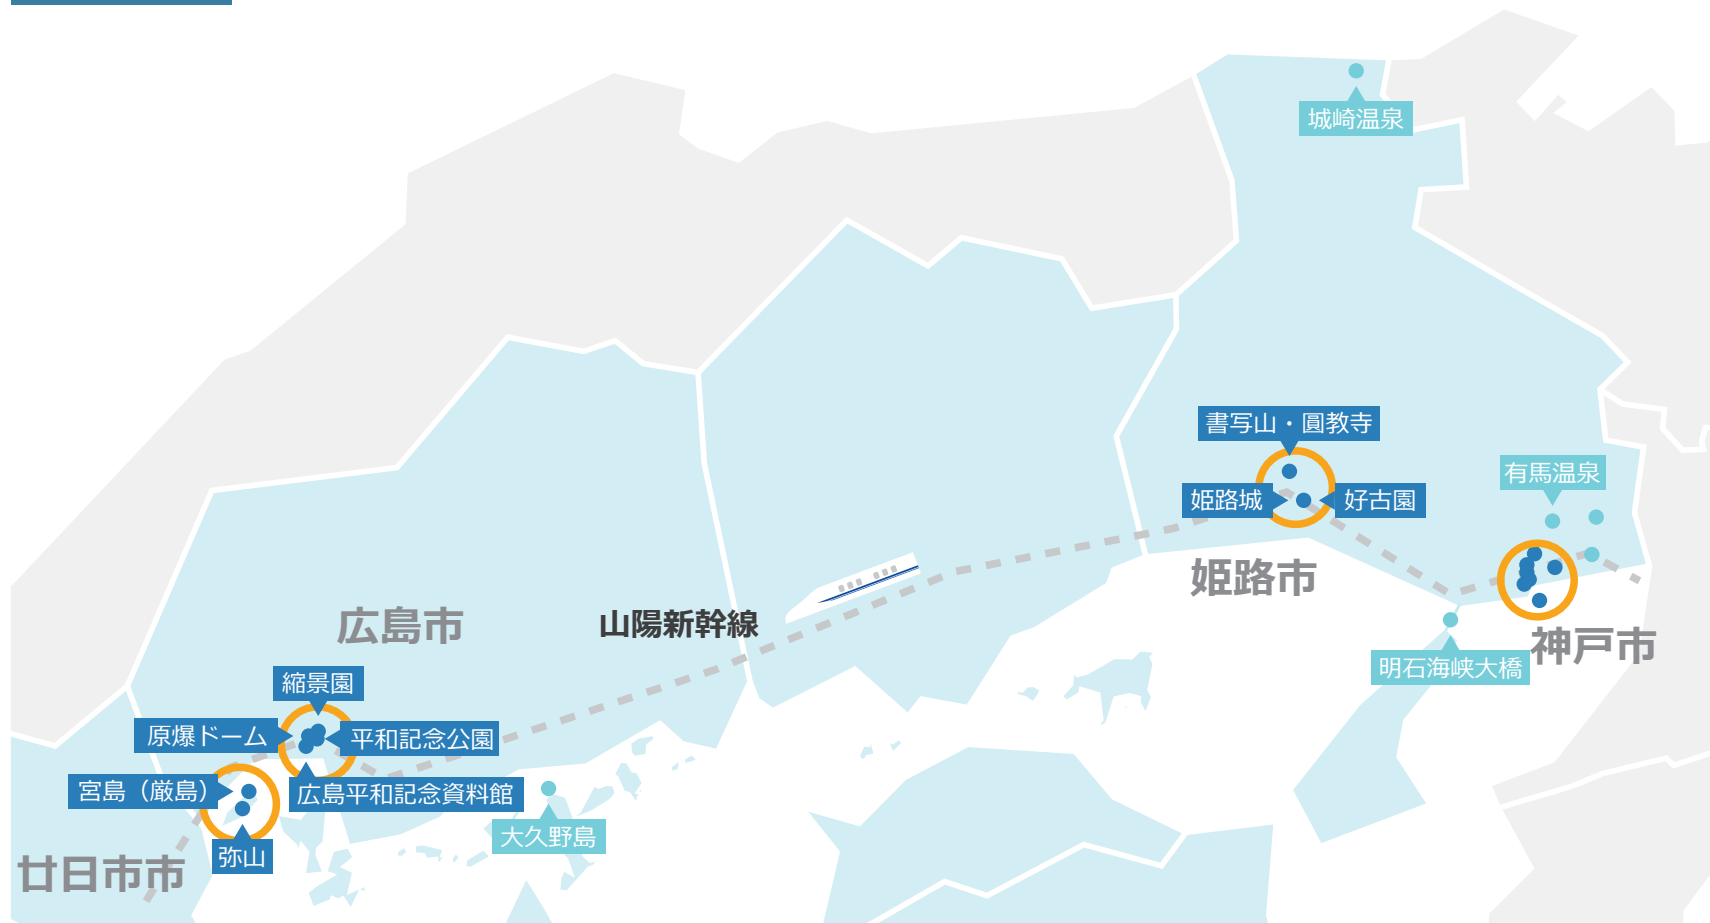 城崎温泉
書写山・圓教寺
有馬温泉
姫路城
好古園
姫路市
広島市
山陽新幹線
神戸市
明石海峡大橋
縮景園
原爆ドーム
平和記念公園
宮島（厳島）
広島平和記念資料館
大久野島
弥山
廿日市市